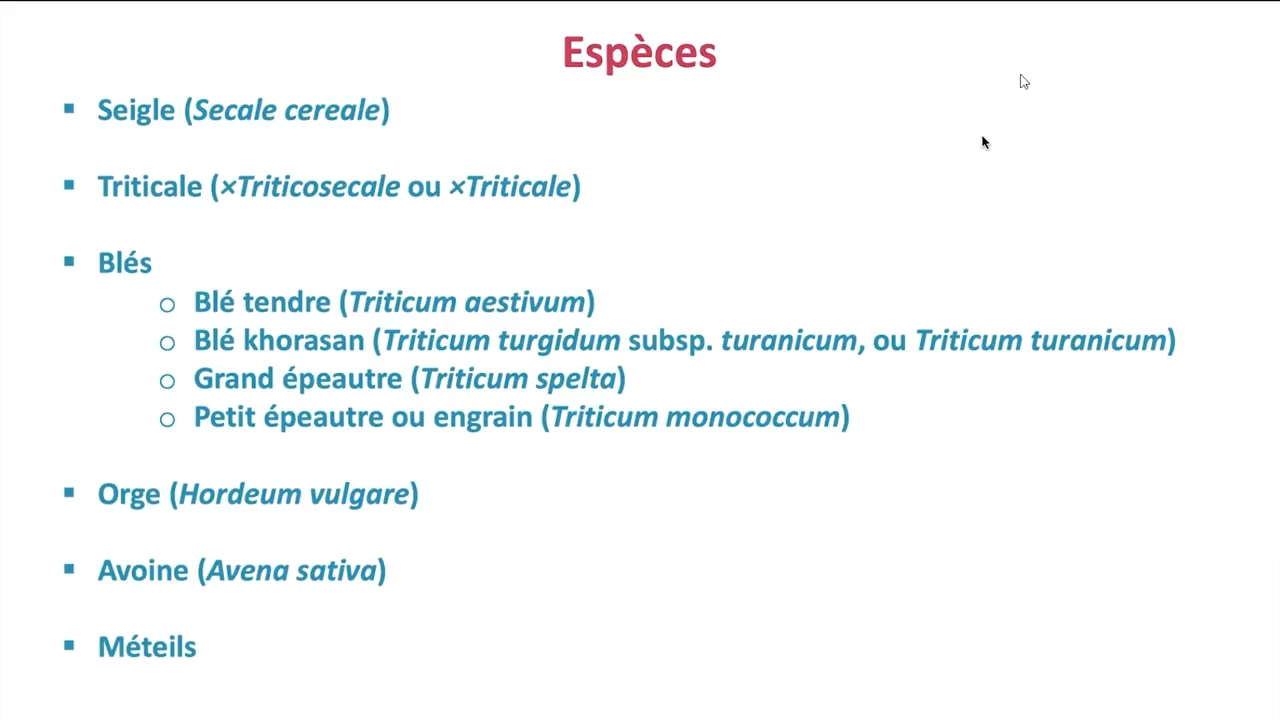 Espèces
▪ Seigle (Secale cereale)
▪ Triticale (×Triticosecale ou ×Triticale)
▪ Blés
o Blé tendre (Triticum aestivum)
o Blé khorasan (Triticum turgidum subsp. turanicum, ou Triticum turanicum)
o Grand épeautre (Triticum spelta)
o Petit épeautre ou engrain (Triticum monococcum)
▪ Orge (Hordeum vulgare)
▪ Avoine (Avena sativa)
▪ Méteils